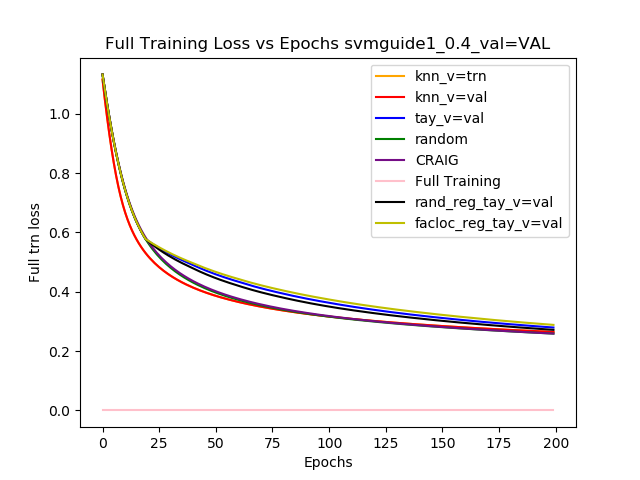 Full Training Loss vs Epochs svmguide1_0.4_val=VAL
knn_v=trn
knn_v=val
tay_v=val
random
CRAIG
Full Training
rand_reg_tay_v=val
facloc_reg_tay_v=val
Full trn loss
1.0
0.8
0.6
0.4
0.2
0.0
0 25 50 75 100 125 150 175 200
Epochs